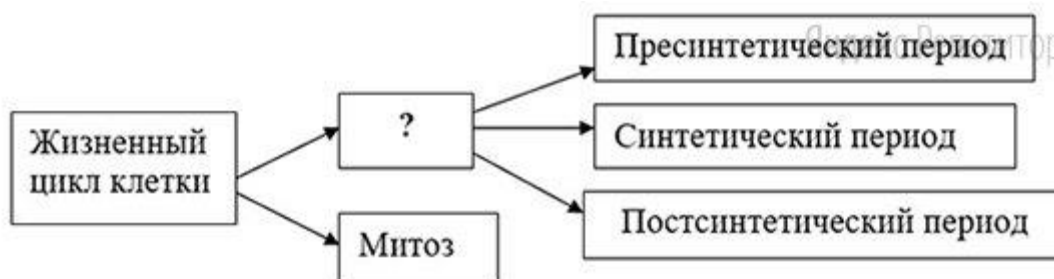 Пресинтетический период
Жизненный
цикл клетки
?
Синтетический период
Митоз
Постсинтетический период